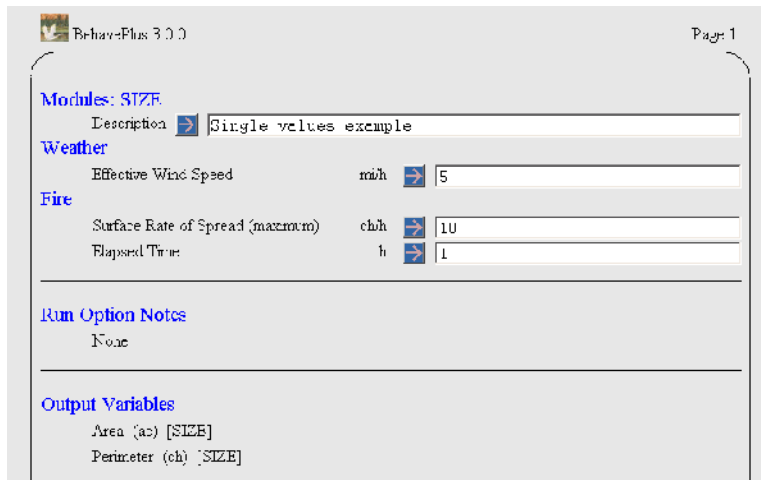 BehavePlus 3.0.0 Page 1
Modules: SIZE
Description Single values example
Weather
Effective Wind Speed mi/h 5
Fire
Surface Rate of Spread (maximum) ch/h 10
Elapsed Time h 1
Run Option Notes
None
Output Variables
Area (ac) [SIZE]
Perimeter (ch) [SIZE]